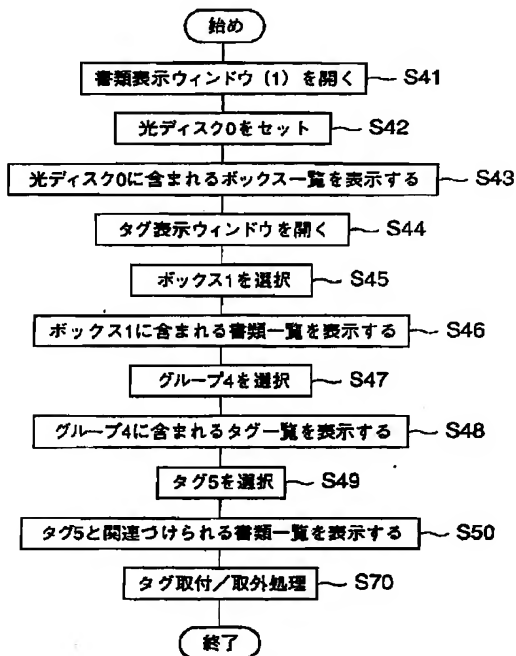 始め
書類表示ウィンドウ（1）を開く S41
光ディスク0をセット S42
光ディスク0に含まれるボックス一覧を表示する S43
タグ表示ウィンドウを開く S44
ボックス1を選択 S45
ボックス1に含まれる書類一覧を表示する S46
グループ4を選択 S47
グループ4に含まれるタグ一覧を表示する S48
タグ5を選択 S49
タグ5と関連づけられる書類一覧を表示する S50
タグ取付／取外処理 S70
終了